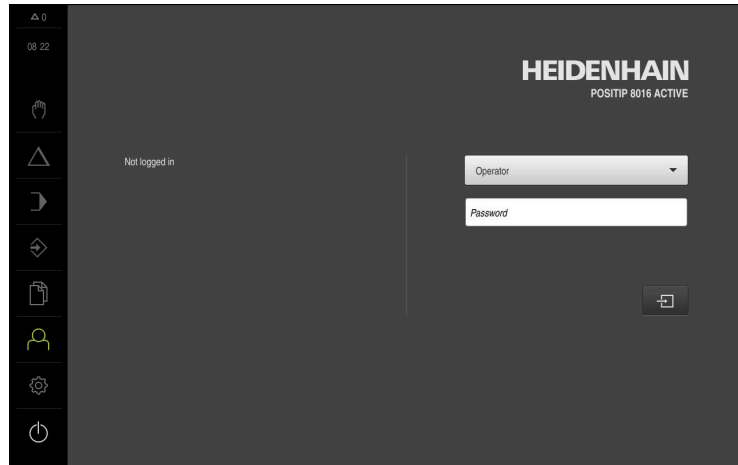 0
08 22
HEIDENHAIN
POSITIP 8016 ACTIVE
Not logged in
Operator
Password